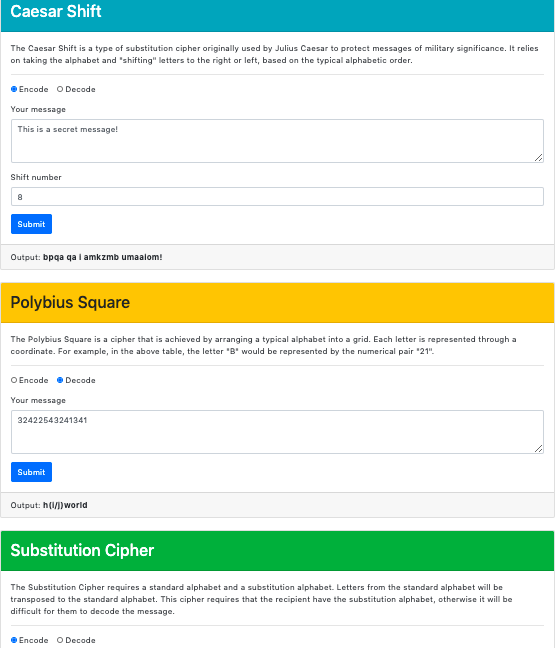 Caesar Shift
The Caesar Shift is a type of substitution cipher originally used by Julius Caesar to protect messages of military significance. It relies
on taking the alphabet and "shifting" letters to the right or left, based on the typical alphabetic order.
Encode Decode
Your message
This is a secret message!
Shift number
8
Submit
Output: bpqa qa i amkzmb umaaiom!
Polybius Square
The Polybius Square is a cipher that is achieved by arranging a typical alphabet into a grid. Each letter is represented through a
coordinate. For example, in the above table, the letter "B" would be represented by the numerical pair "21".
Encode Decode
Your message
32422543241341
Submit
Output: h(i/j)world
Substitution Cipher
The Substitution Cipher requires a standard alphabet and a substitution alphabet. Letters from the standard alphabet will be
transposed to the standard alphabet. This cipher requires that the recipient have the substitution alphabet, otherwise it will be
difficult for them to decode the message.
Encode Decode